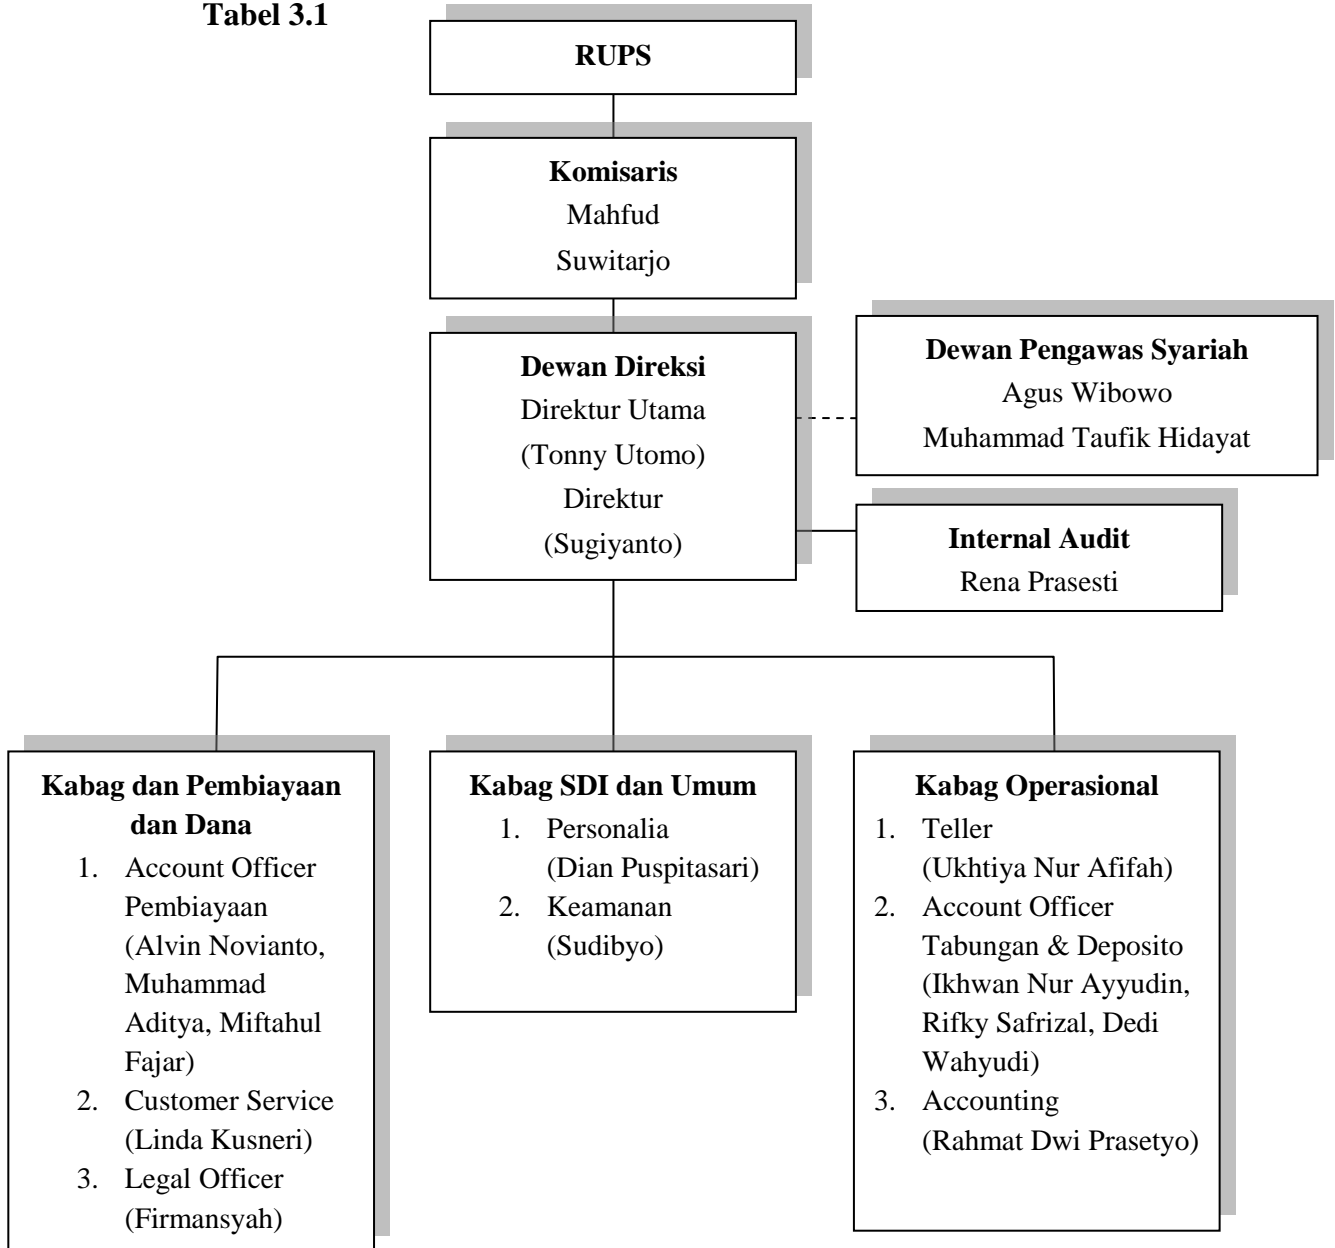 Tabel 3.1
RUPS
Komisaris
Mahfud
Suwitarjo
Dewan Direksi
Direktur Utama
(Tonny Utomo)
Direktur
(Sugiyanto)
Dewan Pengawas Syariah
Agus Wibowo
Muhammad Taufik Hidayat
Internal Audit
Rena Prasesti
Kabag dan Pembiayaan
dan Dana
1. Account Officer
Pembiayaan
(Alvin Novianto,
Muhammad
Aditya, Miftahul
Fajar)
2. Customer Service
(Linda Kusneri)
3. Legal Officer
(Firmansyah)
Kabag SDI dan Umum
1. Personalia
(Dian Puspitasari)
2. Keamanan
(Sudibyo)
Kabag Operasional
1. Teller
(Ukhtiya Nur Afifah)
2. Account Officer
Tabungan & Deposito
(Ikhwan Nur Ayyudin,
Rifky Safrizal, Dedi
Wahyudi)
3. Accounting
(Rahmat Dwi Prasetyo)